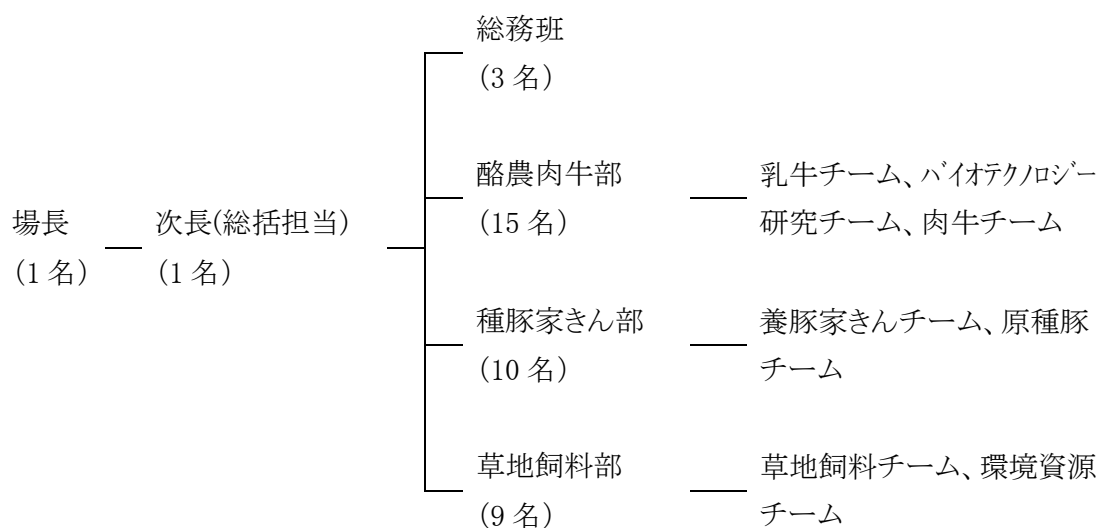 場長
(1 名)
次長(総括担当)
(1 名)
総務班
(3 名)
酪農肉牛部
(15 名)
乳牛チーム、バイオテクノロジー
研究チーム、肉牛チーム
種豚家きん部
(10 名)
養豚家きんチーム、原種豚
チーム
草地飼料部
(9 名)
草地飼料チーム、環境資源
チーム